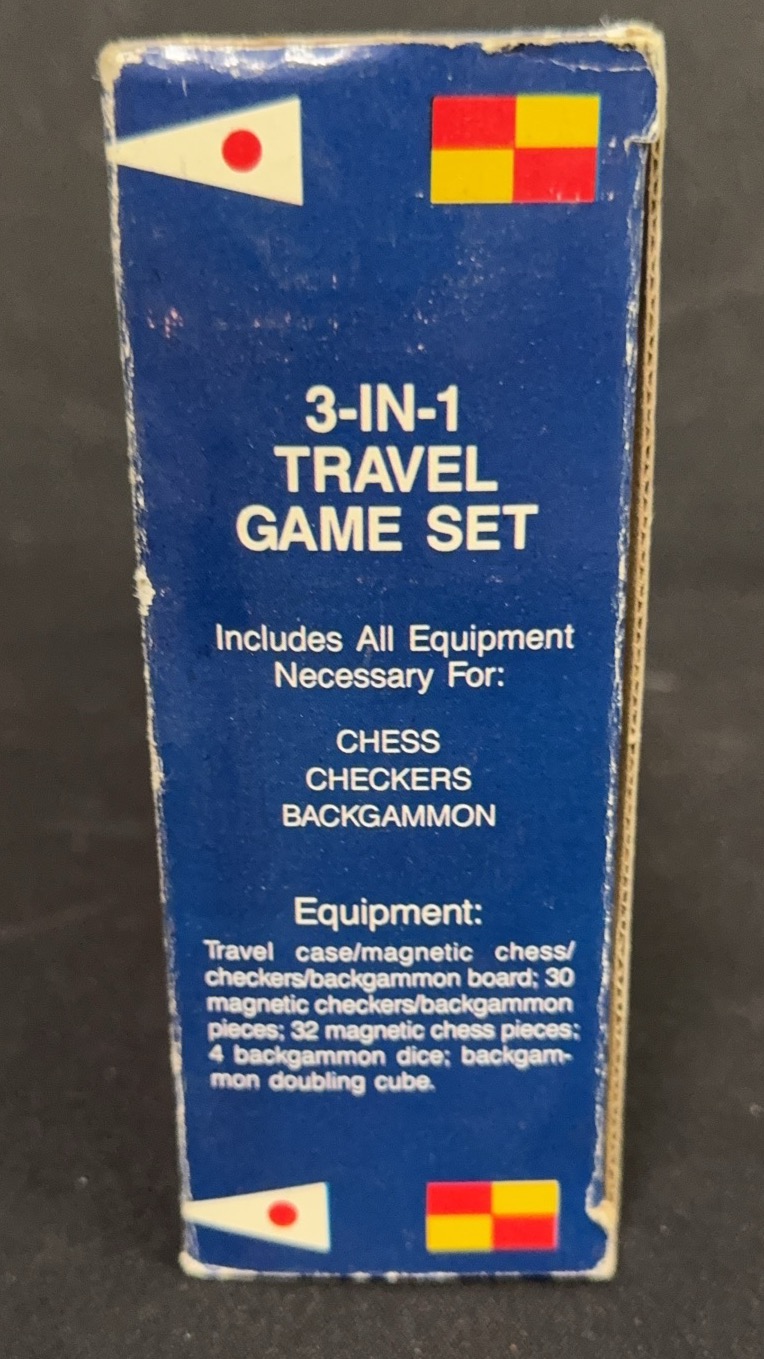 3-IN-1
TRAVEL
GAME SET
Includes All Equipment
Necessary For:
CHESS
CHECKERS
BACKGAMMON
Equipment:
Travel case/magnetic chess/
checkers/backgammon board; 30
magnetic checkers/backgammon
pieces; 32 magnetic chess pieces;
4 backgammon dice; backgam-
mon doubling cube.